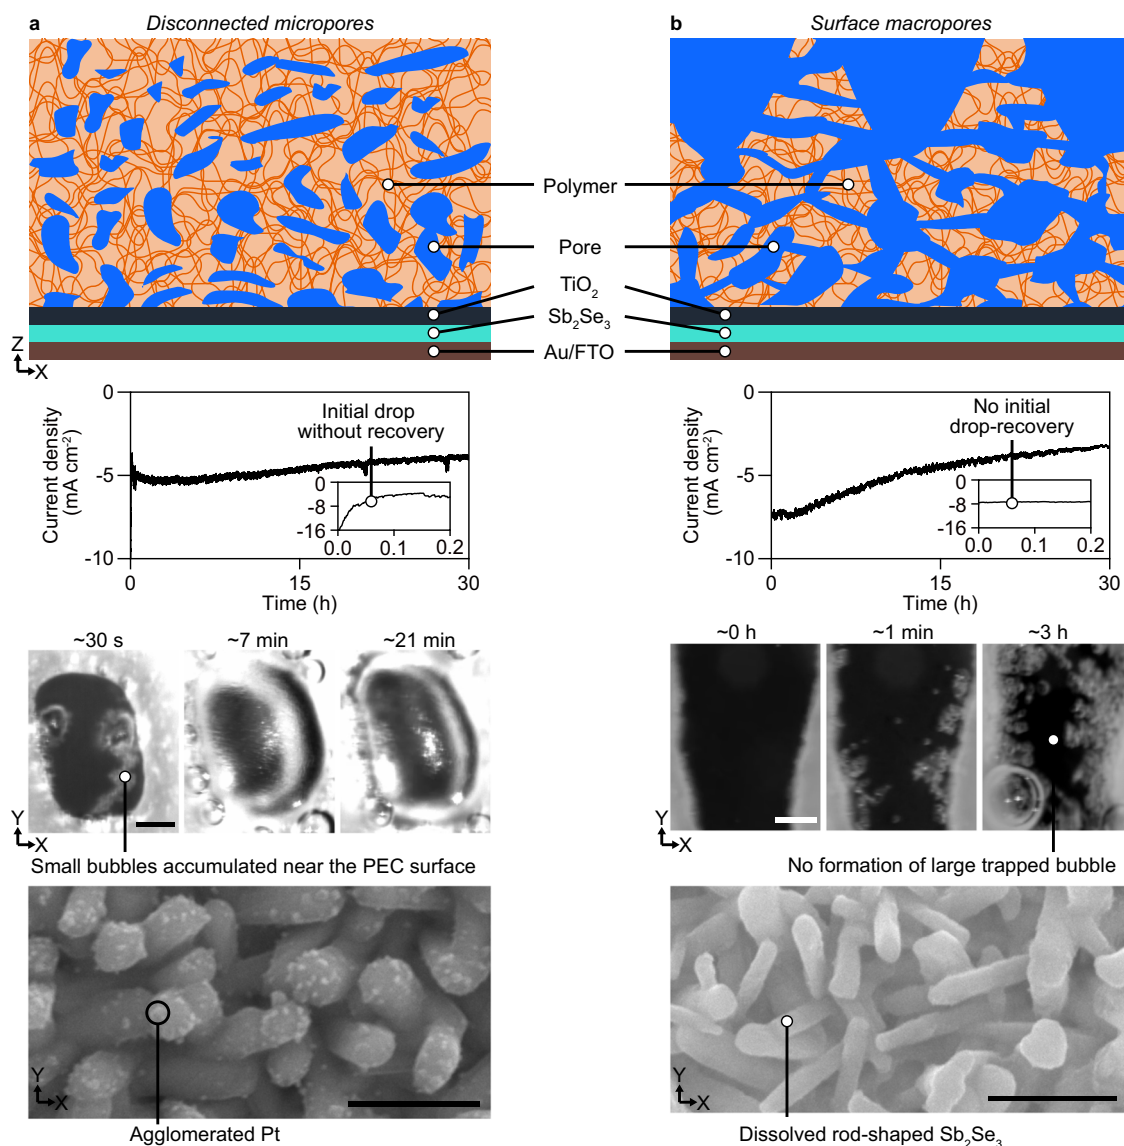 a
Disconnected micropores
b
Surface macropores
Polymer
Pore
TiO2
Sb2Se3
Au/FTO
Z
X
Current density
(mA cm-2)
0
-5
-10
Initial drop
without recovery
0
-8
-16
0.0
0.1
0.2
0
15
30
Time (h)
Current density
(mA cm-2)
0
-5
-10
No initial
drop-recovery
0
-8
-16
0.0
0.1
0.2
0
15
30
Time (h)
~30 s
~7 min
~21 min
Y
X
Small bubbles accumulated near the PEC surface
~0 h
~1 min
~3 h
Y
X
No formation of large trapped bubble
Y
X
Agglomerated Pt
Y
X
Dissolved rod-shaped Sb2Se3